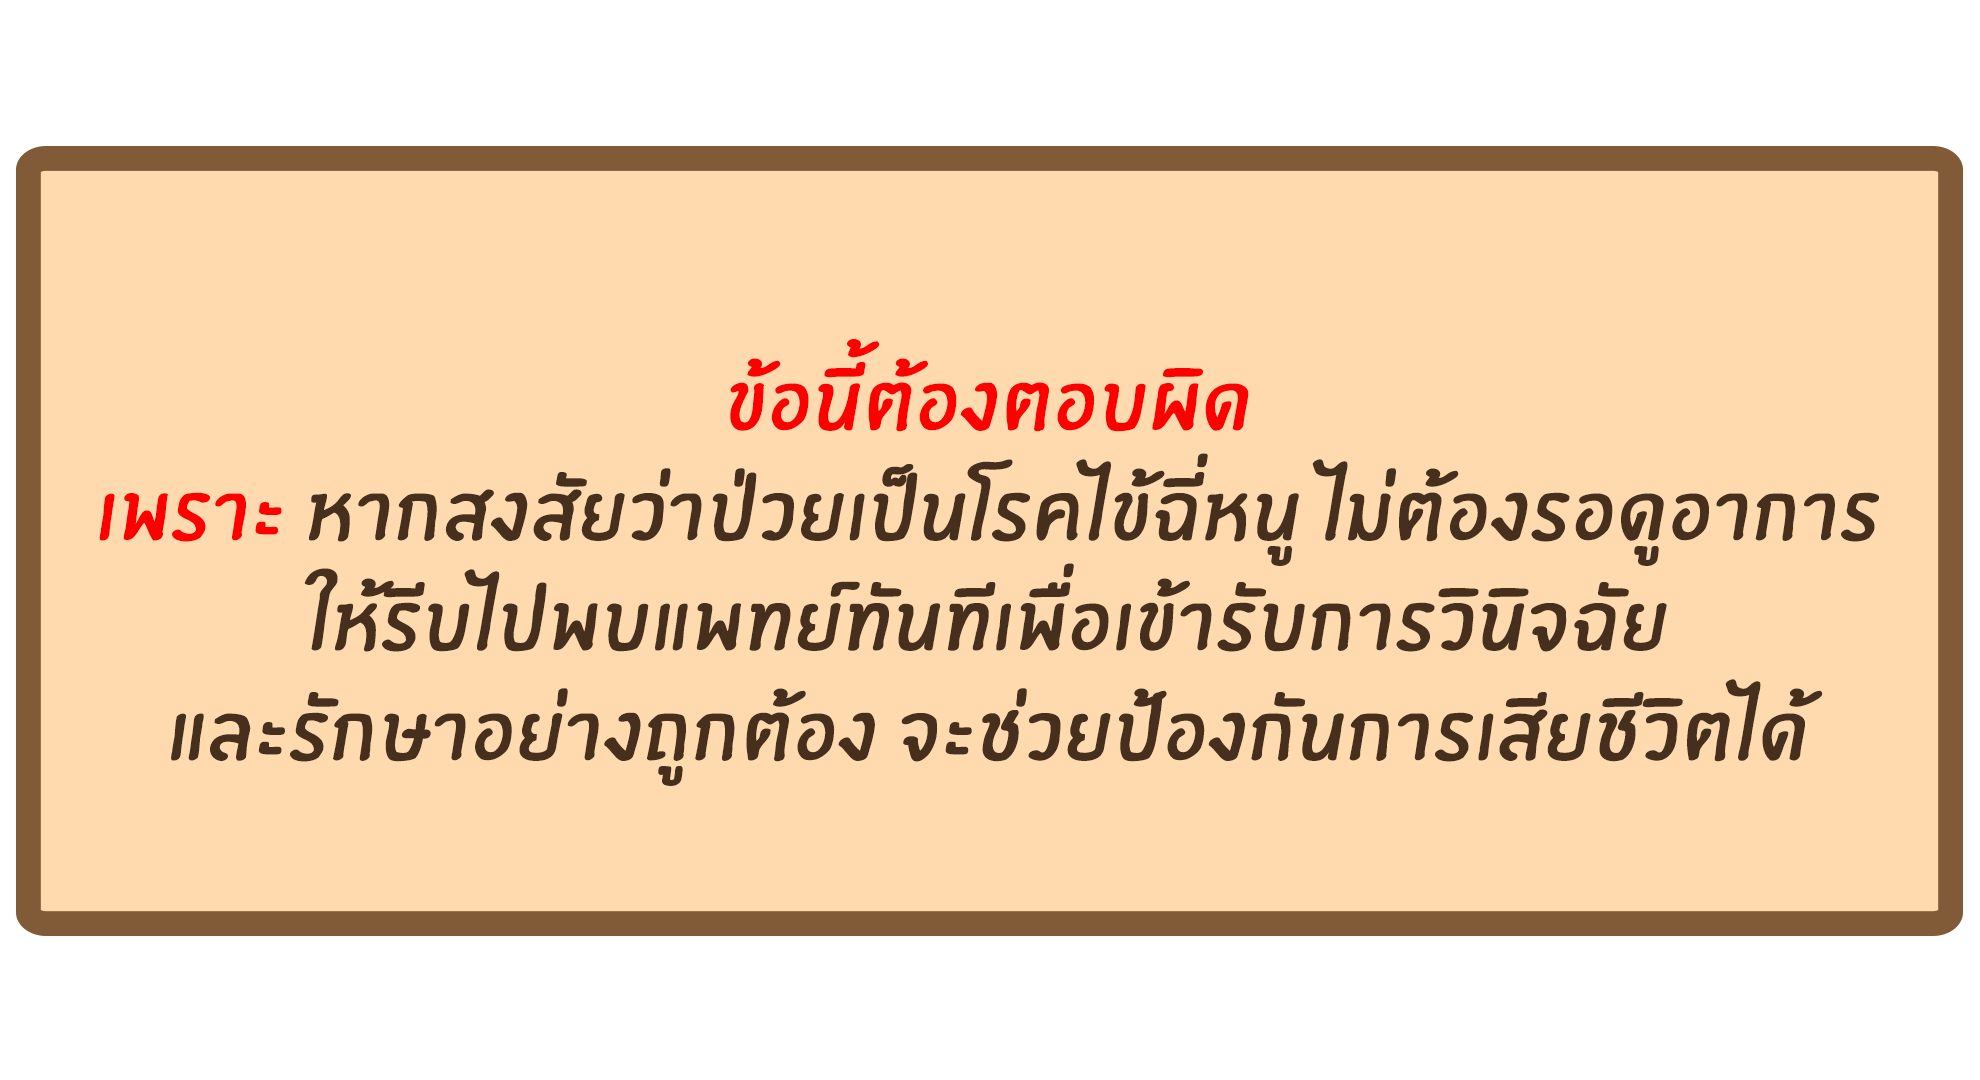 ข้อนี้ต้องตอบผิด
เพราะ หากสงสัยว่าป่วยเป็นโรคไข้ฉี่หนู ไม่ต้องรอดูอาการ
ให้รีบไปพบแพทย์ทันทีเพื่อเข้ารับการวินิจฉัย
และรักษาอย่างถูกต้อง จะช่วยป้องกันการเสียชีวิตได้